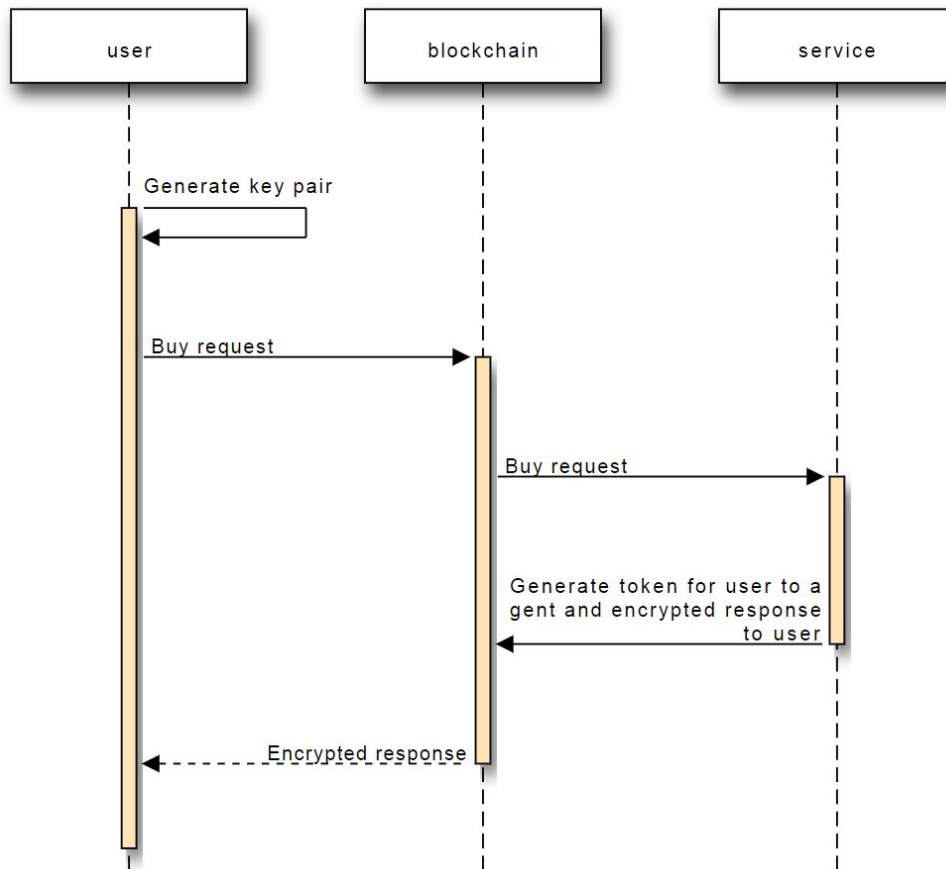 user
blockchain
service
Generate key pair
Buy request
Buy request
Generate token for user to a
gent and encrypted response
to user
Encrypted response